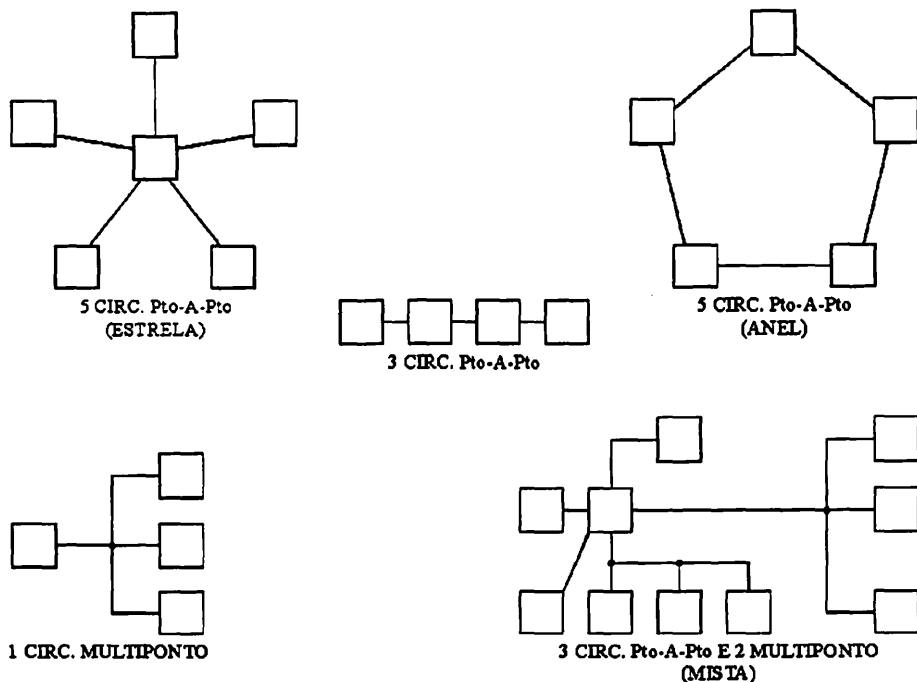 5 CIRC. Pto-A-Pto
(ESTRELA)
5 CIRC. Pto-A-Pto
(ANEL)
3 CIRC. Pto-A-Pto
1 CIRC. MULTIPONTO
3 CIRC. Pto-A-Pto E 2 MULTIPONTO
(MISTA)